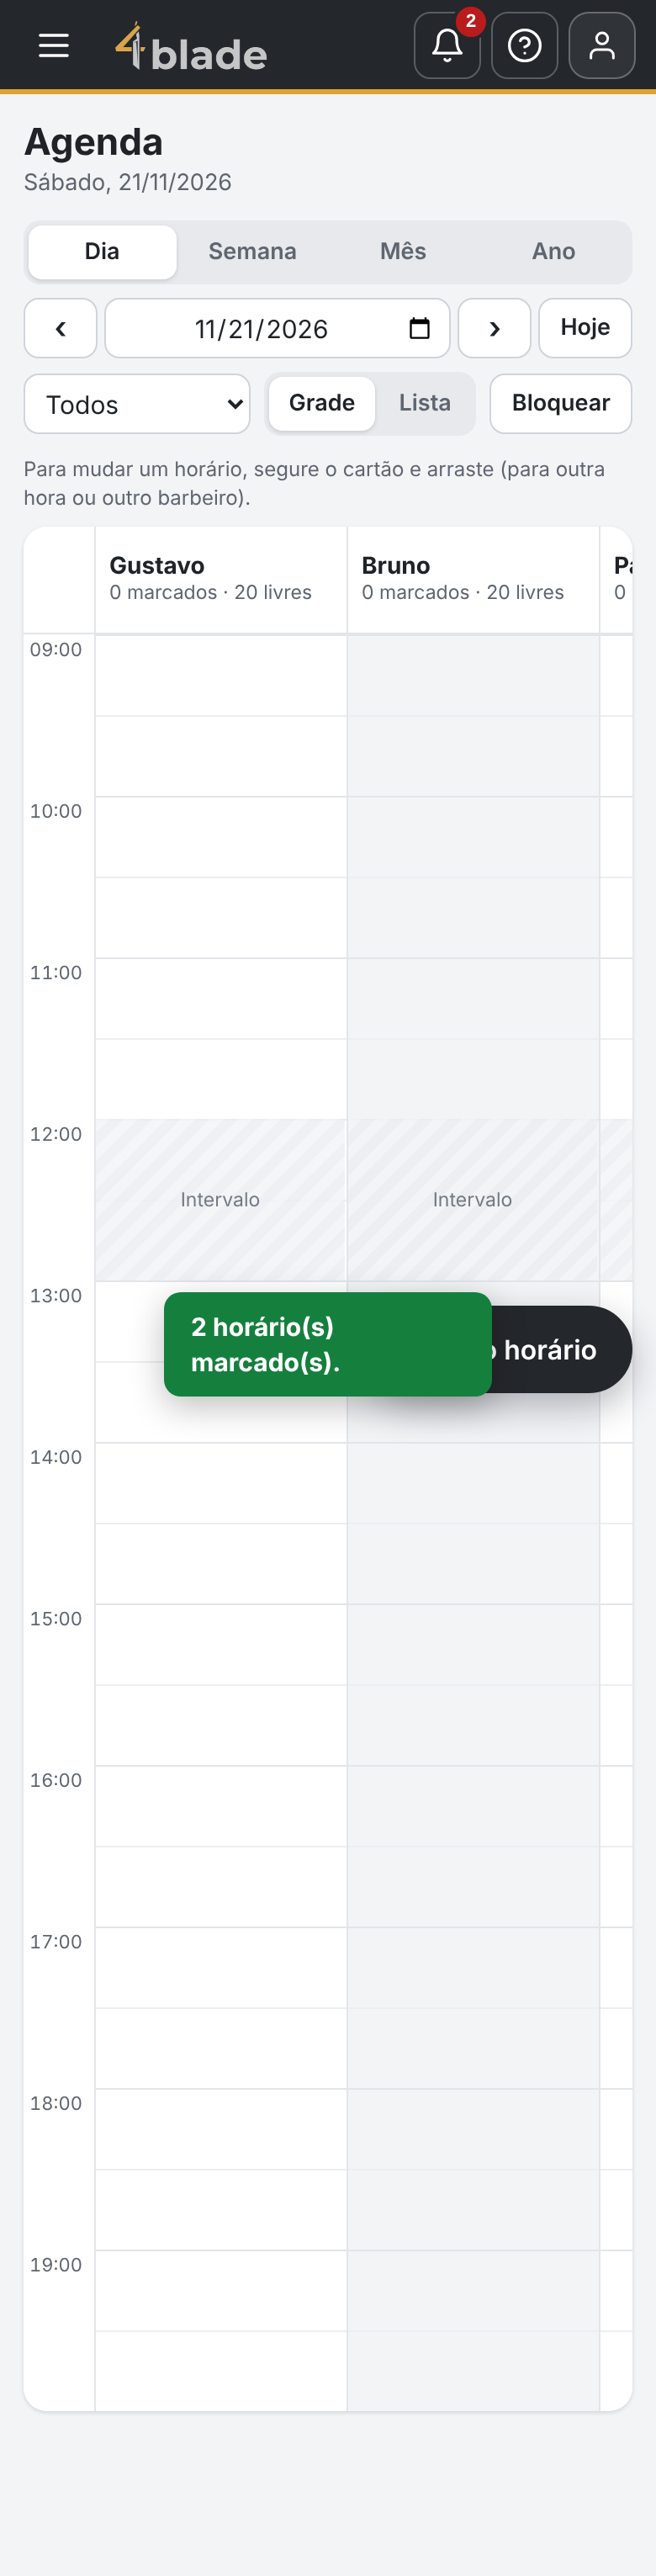 4blade
2
Agenda
Sábado, 21/11/2026
Dia Semana Mês Ano
‹ 11/21/2026 › Hoje
Todos Grade Lista Bloquear
Para mudar um horário, segure o cartão e arraste (para outra
hora ou outro barbeiro).
Gustavo Bruno
0 marcados · 20 livres 0 marcados · 20 livres 0
09:00
10:00
11:00
12:00
Intervalo Intervalo
13:00
2 horário(s)
marcado(s).
horário
14:00
15:00
16:00
17:00
18:00
19:00